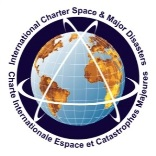 International Charter Space & Major Disasters
Charte Internationale Espace et Catastrophes Majeures